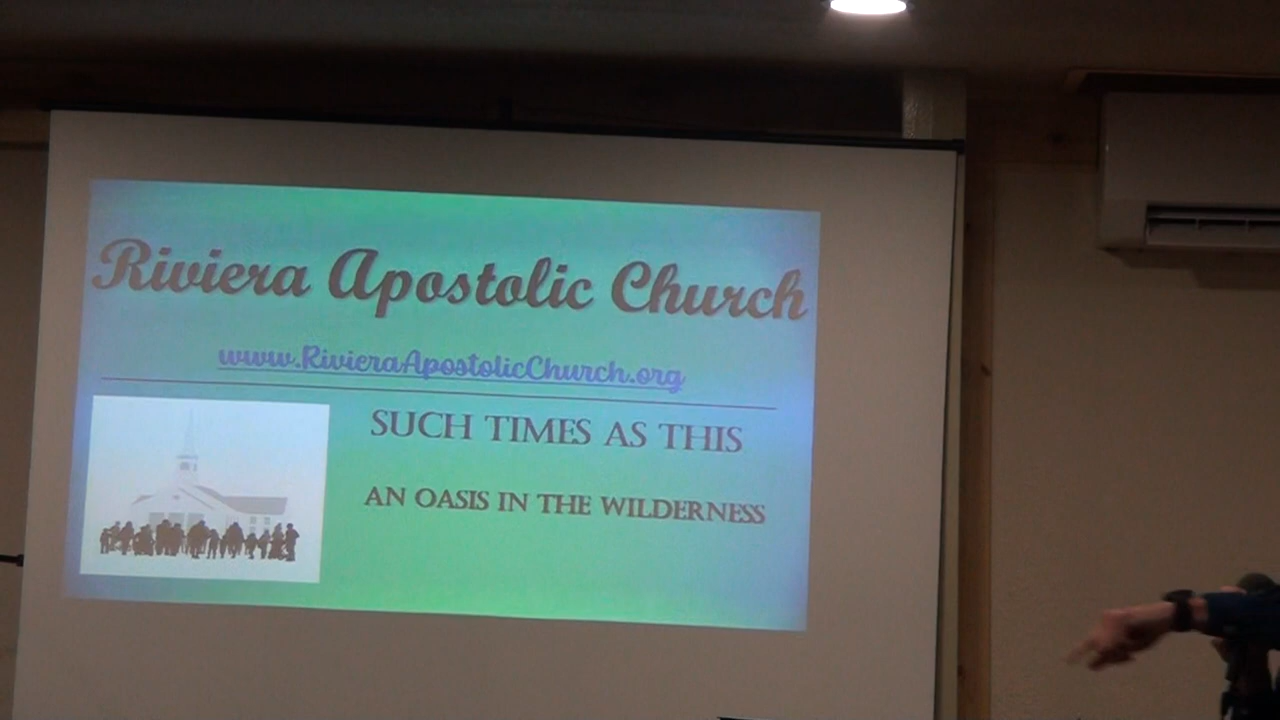 Riviera Apostolic Church
www.RivieraApostolicChurch.org
SUCH TIMES AS THIS
AN OASIS IN THE WILDERNESS